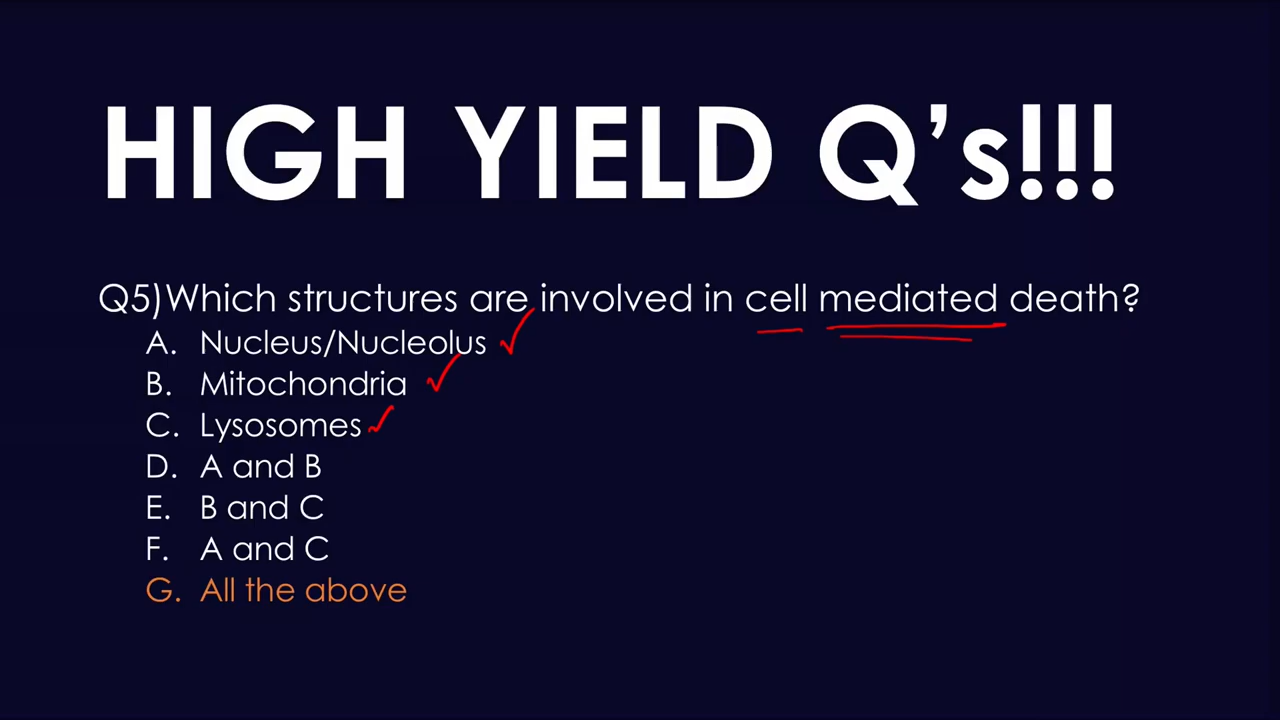 HIGH YIELD Q’s!!!
Q5)Which structures are involved in cell mediated death?
A. Nucleus/Nucleolus
B. Mitochondria
C. Lysosomes
D. A and B
E. B and C
F. A and C
G. All the above